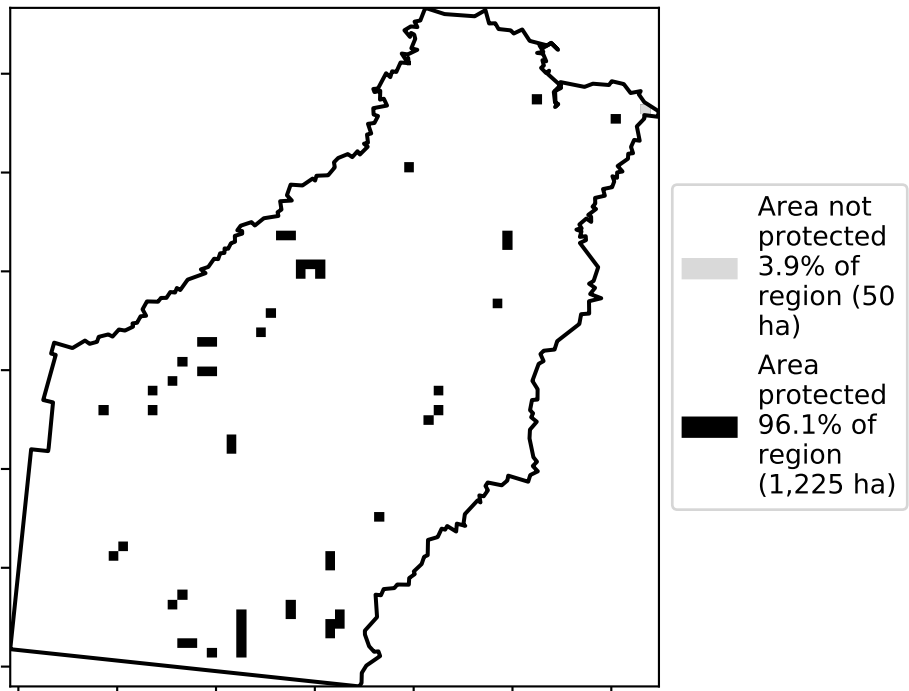 Area not
protected
3.9% of
region (50
ha)
Area
protected
96.1% of
region
(1,225 ha)